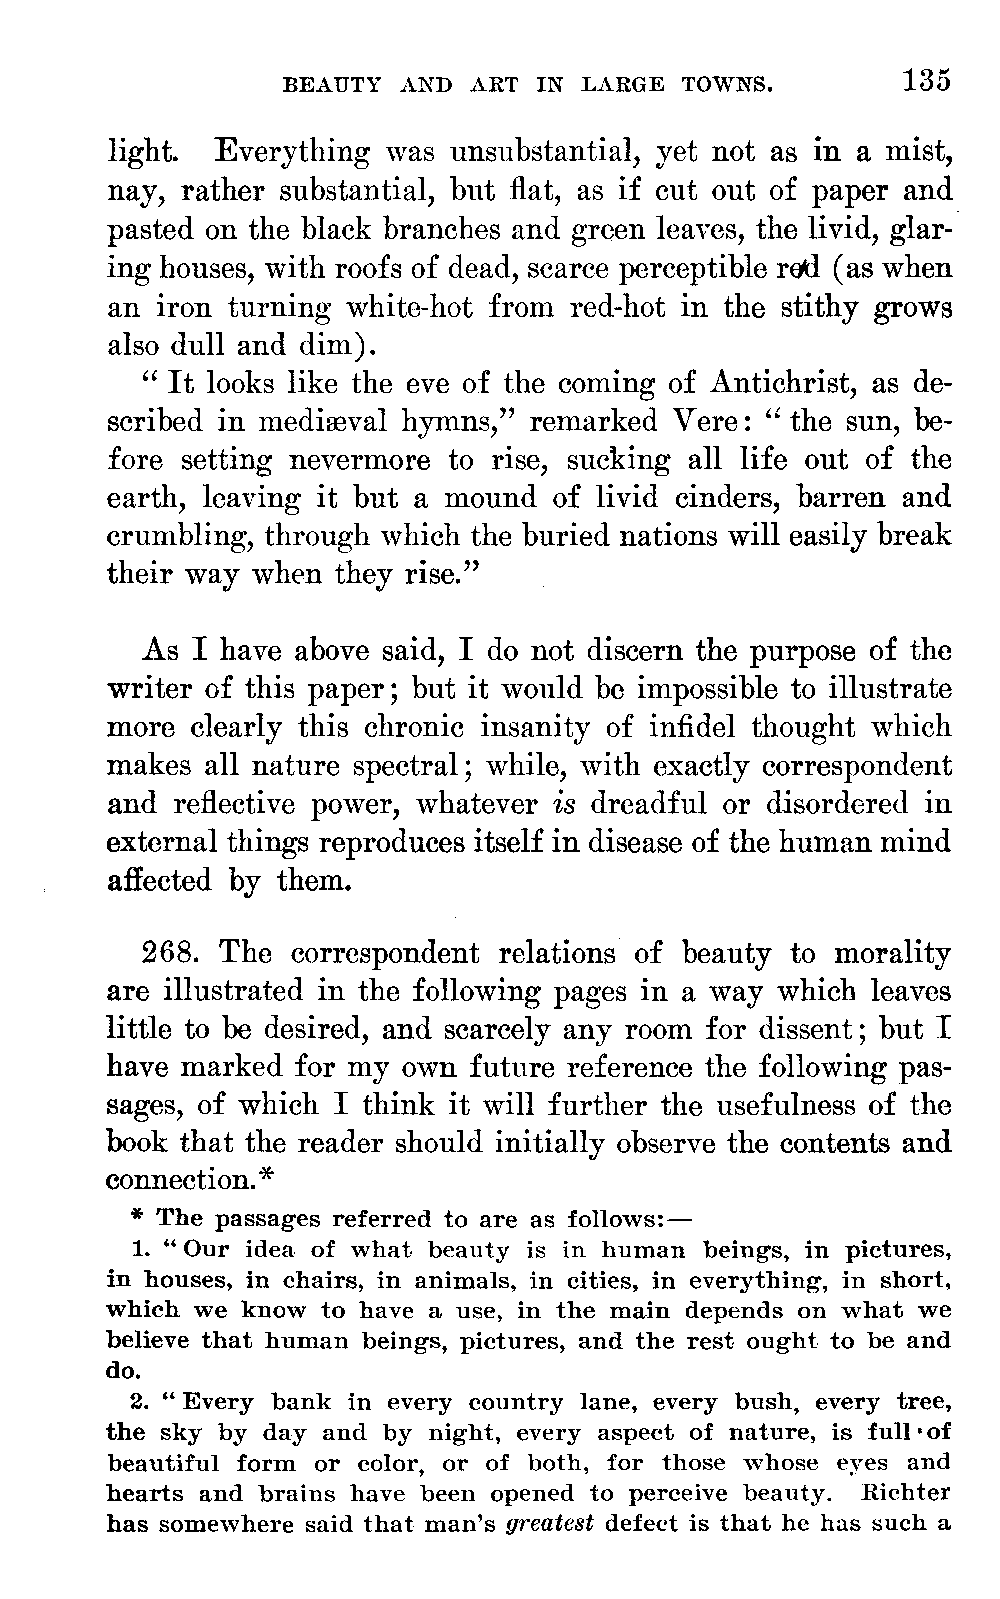 BEAUTY AND ART IN LARGE TOWNS. 135
light. Everything was unsubstantial, yet not as in a mist,
nay, rather substantial, but flat, as if cut out of paper and
pasted on the black branches and green leaves, the livid, glar-
ing houses, with roofs of dead, scarce perceptible red (as when
an iron turning white-hot from red-hot in the stithy grows
also dull and dim).
“ It looks like the eve of the coming of Antichrist, as de-
scribed in mediæval hymns,” remarked Vere: “ the sun, be-
fore setting nevermore to rise, sucking all life out of the
earth, leaving it but a mound of livid cinders, barren and
crumbling, through which the buried nations will easily break
their way when they rise.”
As I have above said, I do not discern the purpose of the
writer of this paper; but it would be impossible to illustrate
more clearly this chronic insanity of infidel thought which
makes all nature spectral; while, with exactly correspondent
and reflective power, whatever is dreadful or disordered in
external things reproduces itself in disease of the human mind
affected by them.
268. The correspondent relations of beauty to morality
are illustrated in the following pages in a way which leaves
little to be desired, and scarcely any room for dissent; but I
have marked for my own future reference the following pas-
sages, of which I think it will further the usefulness of the
book that the reader should initially observe the contents and
connection.*
* The passages referred to are as follows:—
1. “ Our idea of what beauty is in human beings, in pictures,
in houses, in chairs, in animals, in cities, in everything, in short,
which we know to have a use, in the main depends on what we
believe that human beings, pictures, and the rest ought to be and
do.
2. “ Every bank in every country lane, every bush, every tree,
the sky by day and by night, every aspect of nature, is full of
beautiful form or color, or of both, for those whose eyes and
hearts and brains have been opened to perceive beauty. Richter
has somewhere said that man’s greatest defect is that he has such a